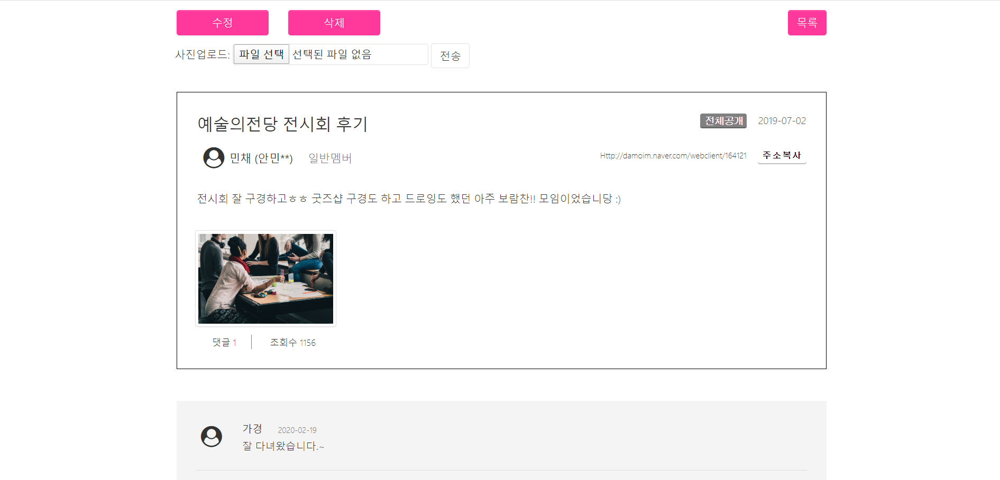 수정 삭제 목록
사진업로드: 파일 선택 선택된 파일 없음 전송
예술의전당 전시회 후기 전체공개 2019-07-02
민채 (안민**) 일반멤버 Http://damoim.naver.com/webclient/164121 주소복사
전시회 잘 구경하고ㅎㅎ 굿즈샵 구경도 하고 드로잉도 했던 아주 보람찬!! 모임이었습니당 :)
댓글 1 조회수 1156
가경 2020-02-19
잘 다녀왔습니다.~